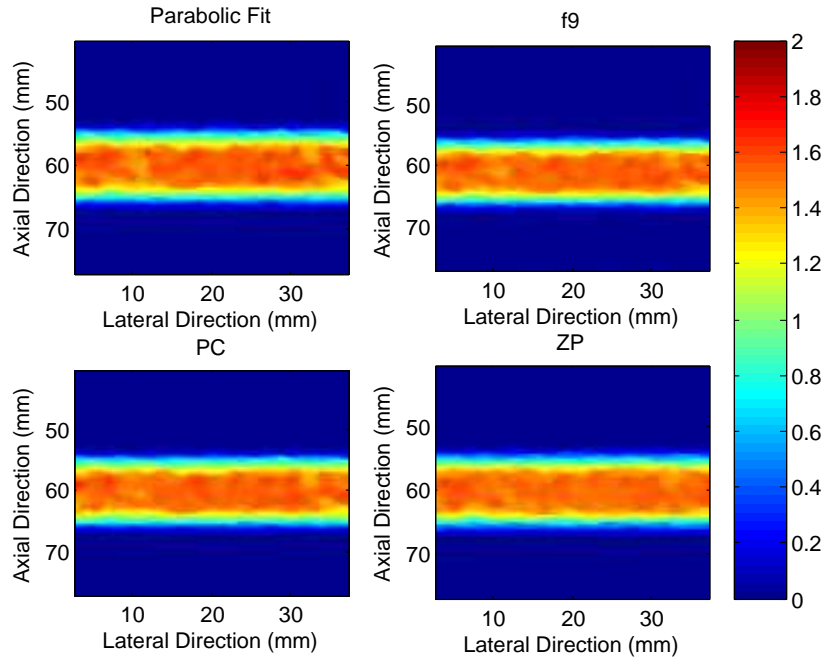 Parabolic Fit
Axial Direction (mm)
50
60
70
10 20 30
Lateral Direction (mm)
f9
Axial Direction (mm)
50
60
70
10 20 30
Lateral Direction (mm)
PC
Axial Direction (mm)
50
60
70
10 20 30
Lateral Direction (mm)
ZP
Axial Direction (mm)
50
60
70
10 20 30
Lateral Direction (mm)
2
1.8
1.6
1.4
1.2
1
0.8
0.6
0.4
0.2
0